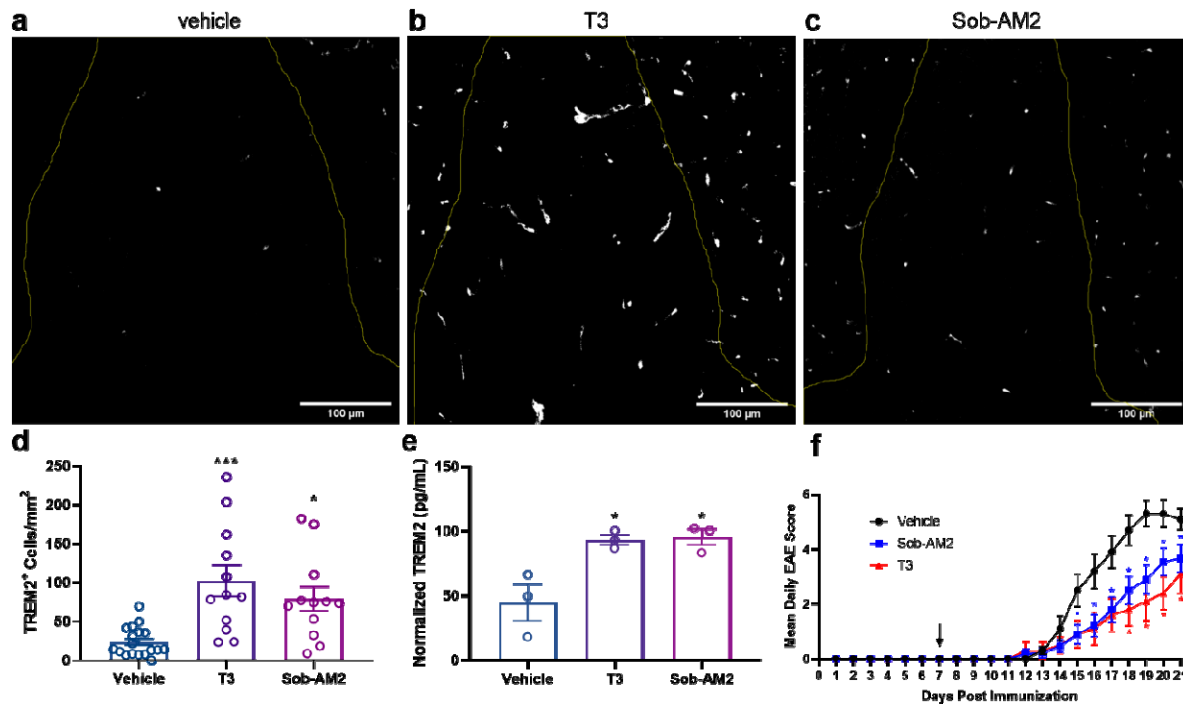 a vehicle
b T3
c Sob-AM2
100 µm
100 µm
100 µm
d
TREM2+ Cells/mm²
250
200
150
100
50
0
***
*
Vehicle T3 Sob-AM2
e
Normalized TREM2 (pg/mL)
150
100
50
0
*
*
Vehicle T3 Sob-AM2
f
Mean Daily EAE Score
6
4
2
0
Vehicle
Sob-AM2
T3
0 1 2 3 4 5 6 7 8 9 10 11 12 13 14 15 16 17 18 19 20 21
Days Post Immunization